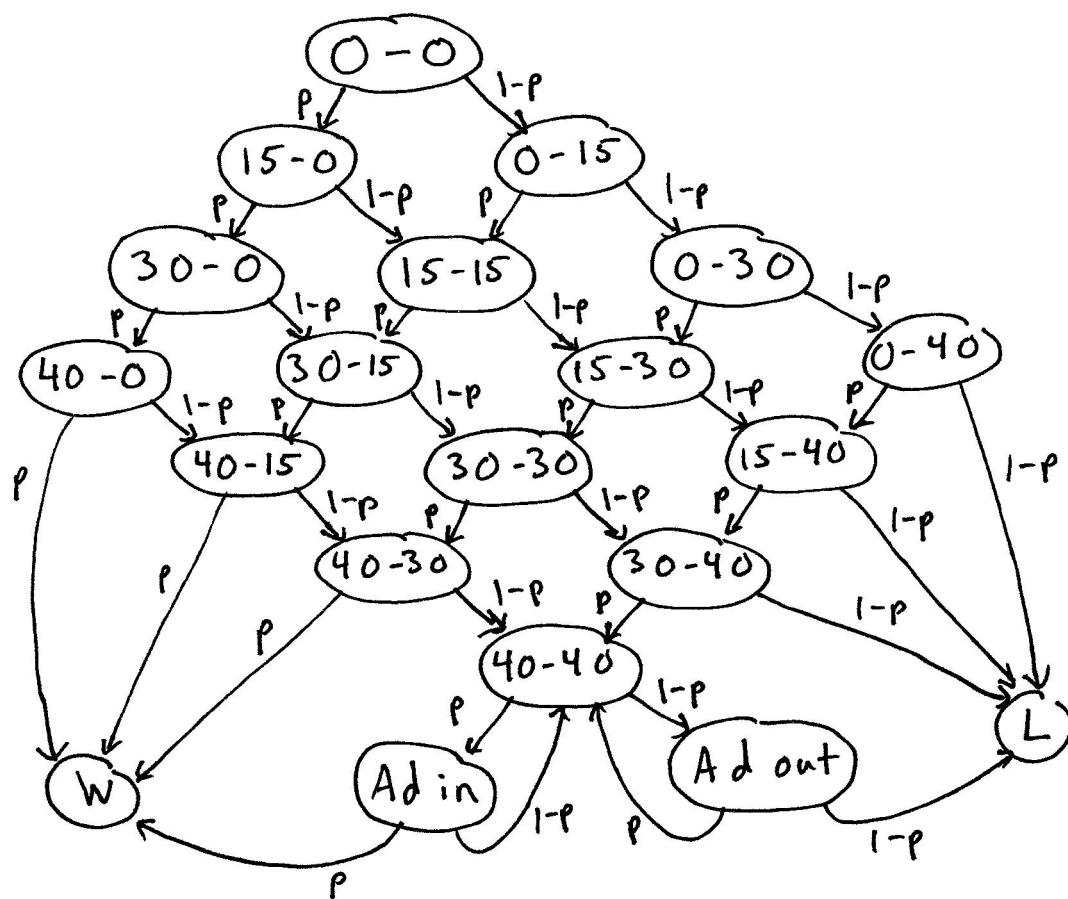 0-0
p 1-p
15-0 0-15
p 1-p p 1-p
30-0 15-15 0-30
p 1-p p 1-p p 1-p
40-0 30-15 15-30 0-40
p 1-p p 1-p p 1-p p 1-p
40-15 30-30 15-40
p 1-p p 1-p p 1-p
40-30 30-40
p 1-p p 1-p
40-40
p 1-p
W Ad in Ad out L
p 1-p p 1-p